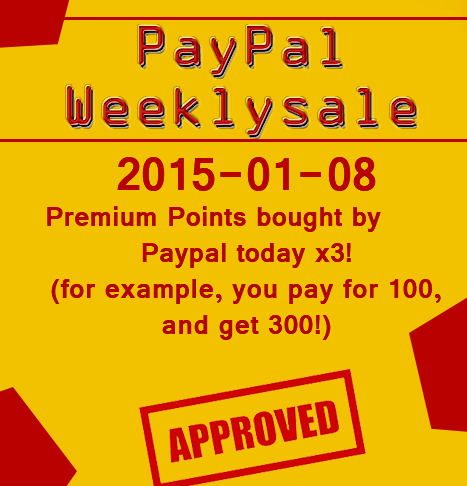 PayPal
Weeklysale
2015-01-08
Premium Points bought by
Paypal today x3!
(for example, you pay for 100,
and get 300!)
APPROVED